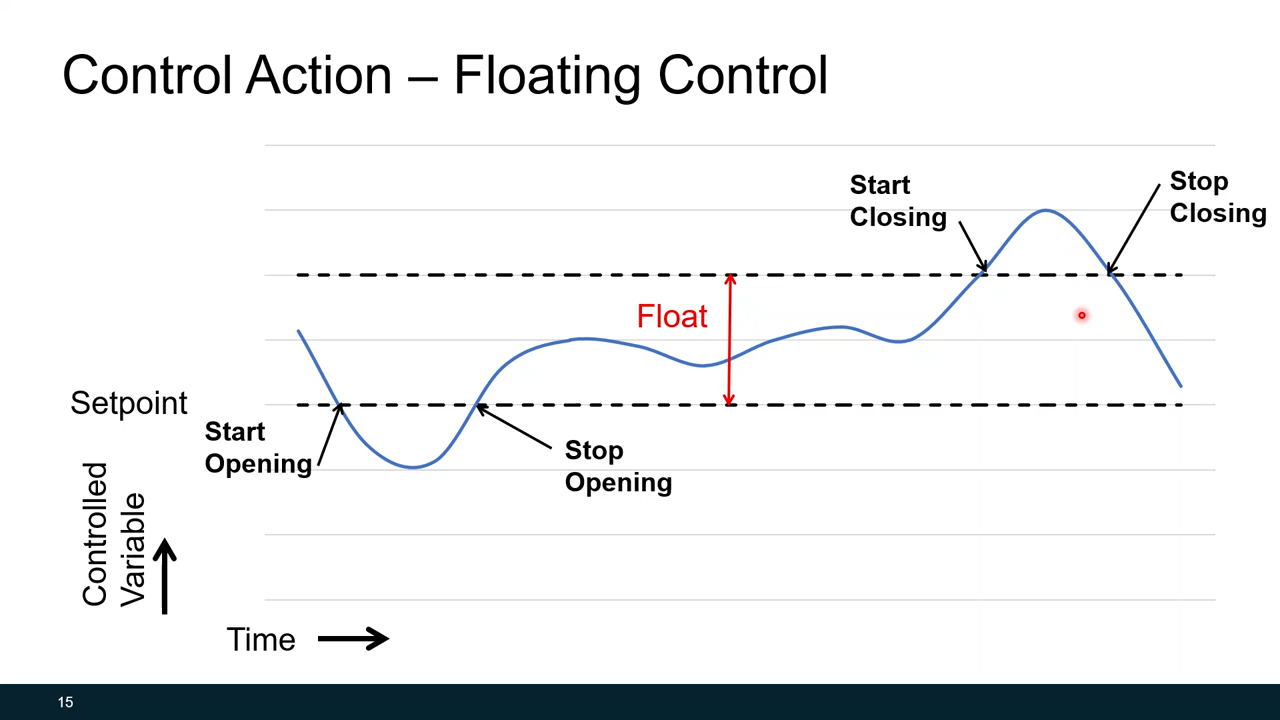 Control Action – Floating Control
Start
Closing
Stop
Closing
Float
Setpoint
Start
Opening
Stop
Opening
Controlled
Variable
Time
15